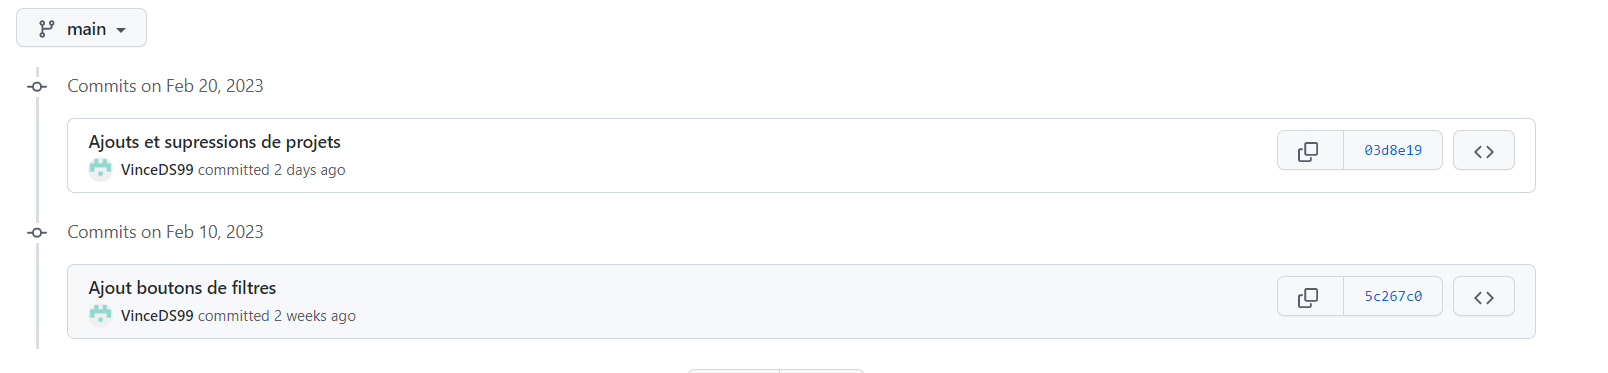 main
Commits on Feb 20, 2023
Ajouts et supressions de projets
VinceDS99 committed 2 days ago
03d8e19
Commits on Feb 10, 2023
Ajout boutons de filtres
VinceDS99 committed 2 weeks ago
5c267c0